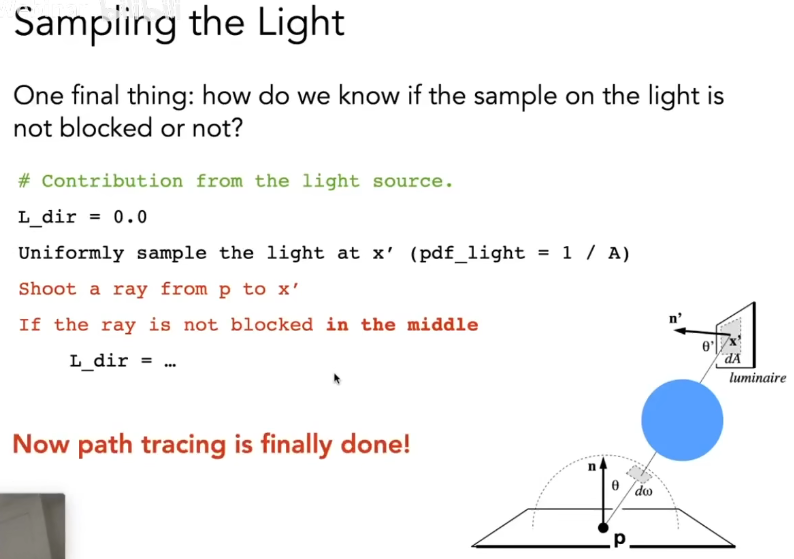 Sampling the Light
One final thing: how do we know if the sample on the light is
not blocked or not?
# Contribution from the light source.
L_dir = 0.0
Uniformly sample the light at x′ (pdf_light = 1 / A)
Shoot a ray from p to x′
If the ray is not blocked in the middle
L_dir = …
Now path tracing is finally done!
n'
θ'
x'
dA
luminaire
n
θ
dω
p